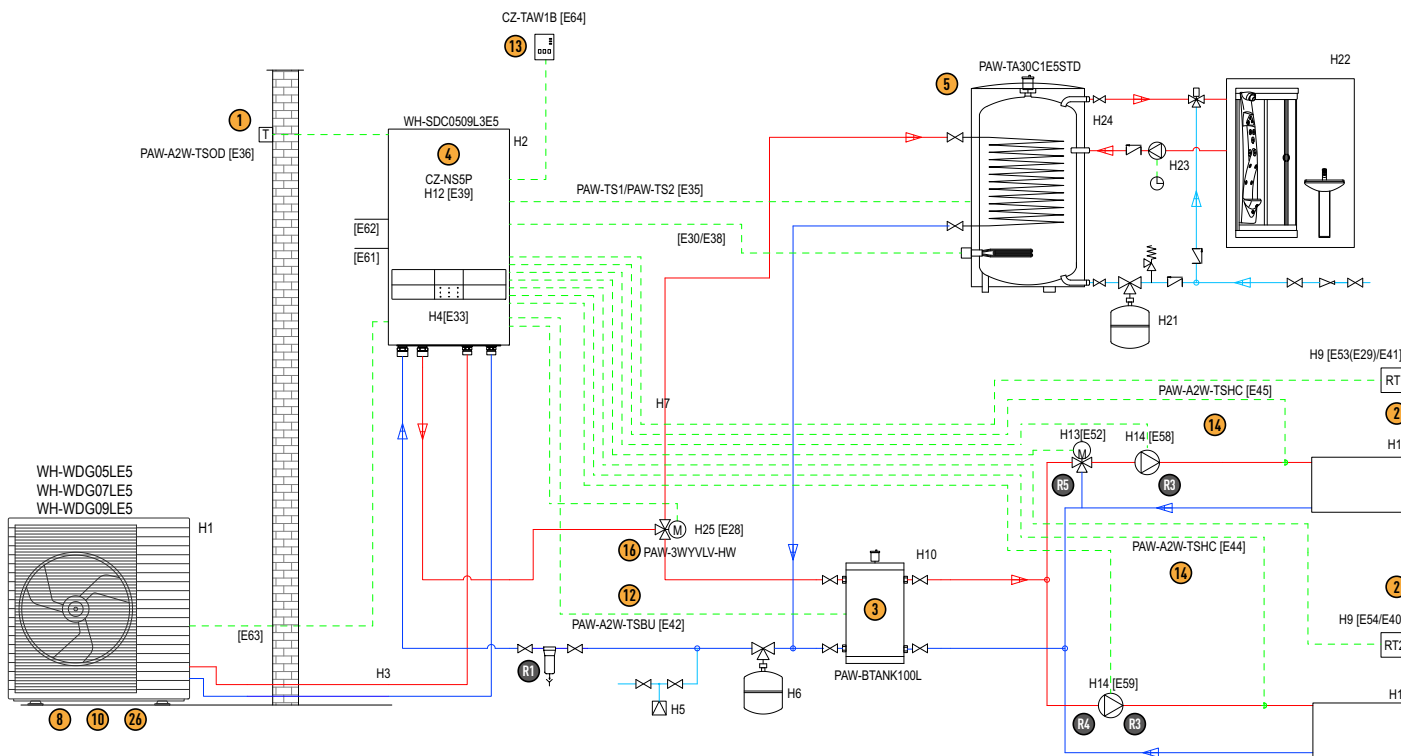 CZ-TAW1B [E64]
13
PAW-TA30C1E5STD
H22
5
1
T
PAW-A2W-TSOD [E36]
WH-SDC0509L3E5
H2
4
CZ-NS5P
H12 [E39]
H24
H23
PAW-TS1/PAW-TS2 [E35]
[E62]
[E30/E38]
[E61]
H4[E33]
H21
H9 [E53(E29)/E41]
RT
PAW-A2W-TSHC [E45]
H7
14
2
H13[E52]
H14 [E58]
M
H1
R5
R3
WH-WDG05LE5
WH-WDG07LE5
WH-WDG09LE5
H1
M
H25 [E28]
16
PAW-3WYVLV-HW
H10
PAW-A2W-TSHC [E44]
14
2
12
3
PAW-A2W-TSBU [E42]
H9 [E54/E40
RT2
[E63]
H3
R1
PAW-BTANK100L
H6
H5
H14 [E59]
H1
R4
R3
8
10
26